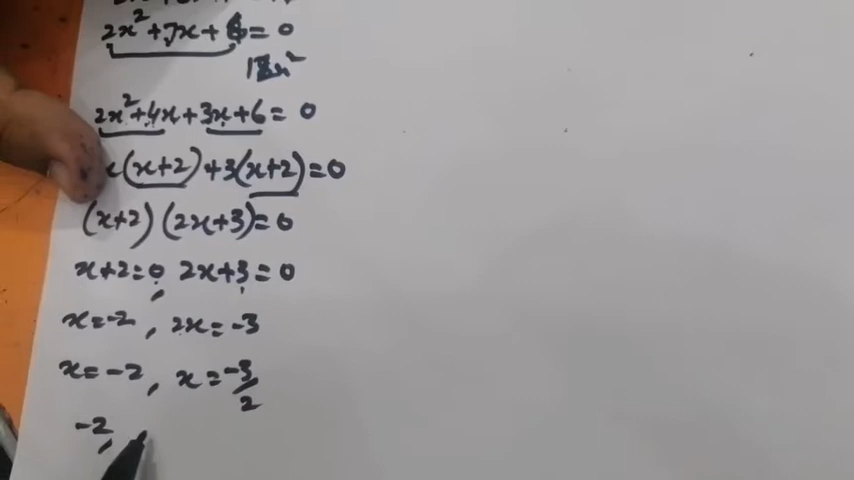 2x² + 7x + 6 = 0
12x²
2x² + 4x + 3x + 6 = 0
x(x+2) + 3(x+2) = 0
(x+2) (2x+3) = 0
x+2=0, 2x+3=0
x=-2, 2x=-3
x=-2, x=-3/2
-2,